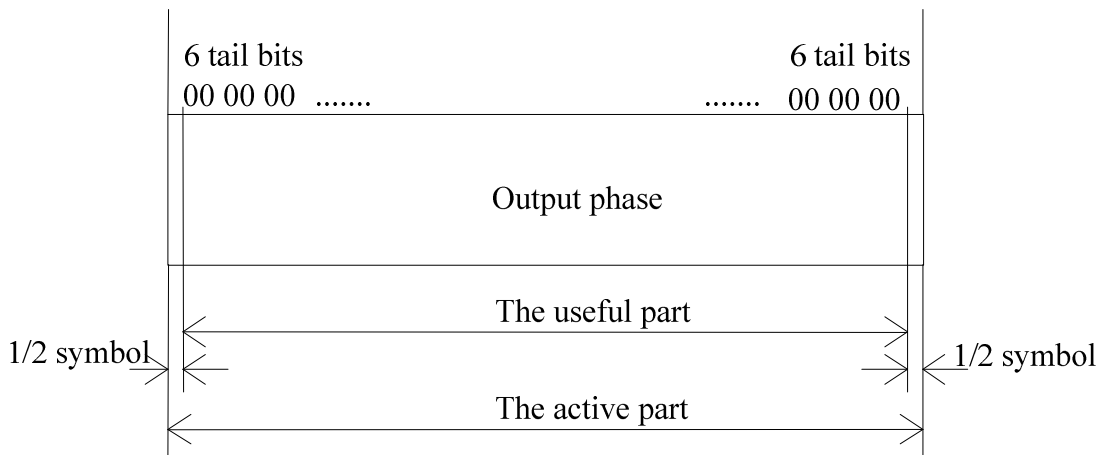 6 tail bits 6 tail bits
00 00 00 ....... ....... 00 00 00
Output phase
The useful part
1/2 symbol 1/2 symbol
The active part